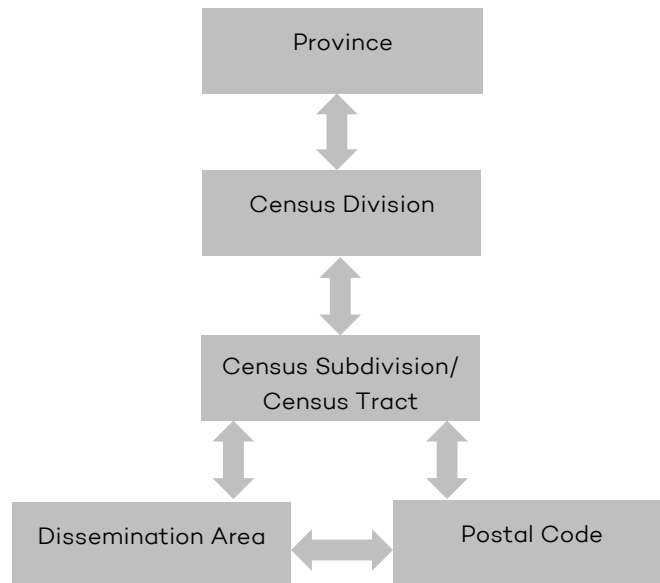 Province
Census Division
Census Subdivision/
Census Tract
Dissemination Area
Postal Code